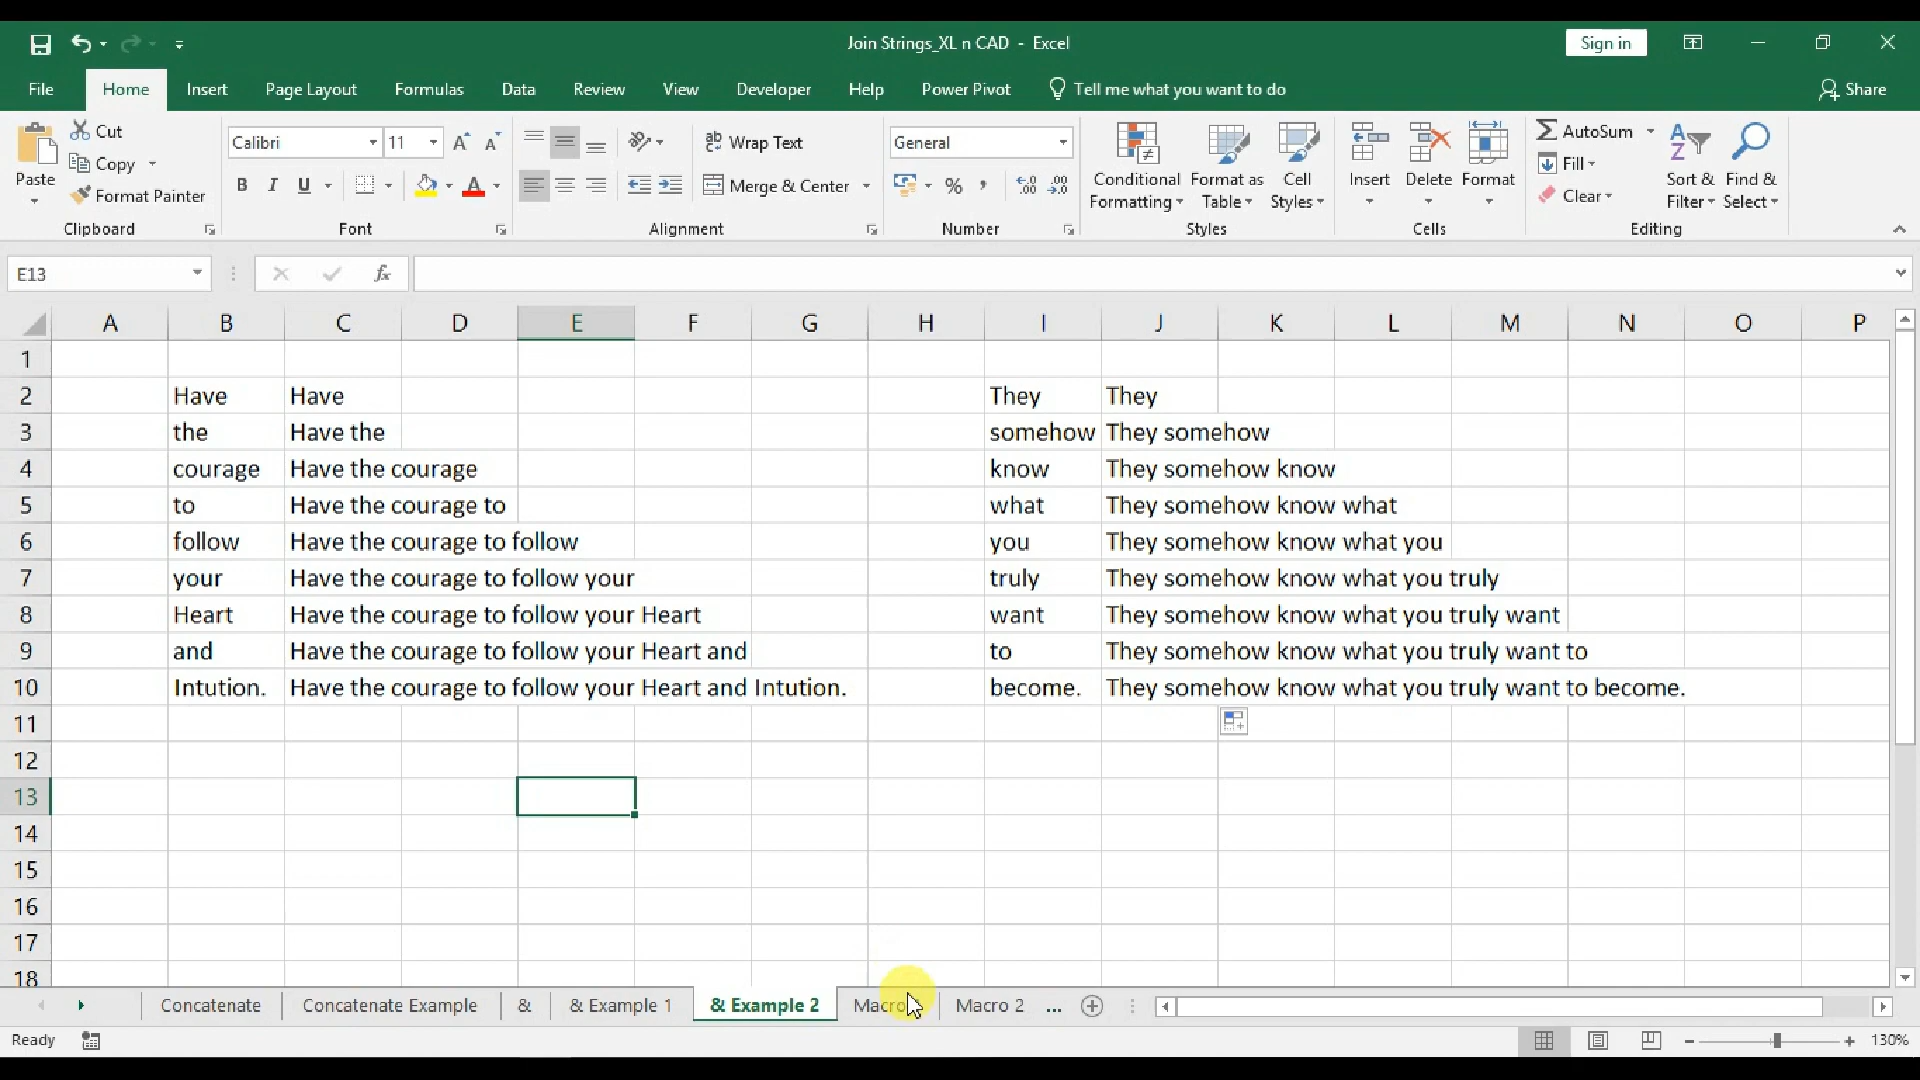 Join Strings_XL n CAD - Excel
Sign in
File Home Insert Page Layout Formulas Data Review View Developer Help Power Pivot Tell me what you want to do Share
Paste Cut Copy Format Painter Clipboard
Calibri 11 B I U A A A Font
ab Wrap Text Merge & Center Alignment
General % , Number
Conditional Formatting Format as Table Cell Styles Styles
Insert Delete Format Cells
AutoSum Fill Clear Sort & Filter Find & Select Editing
E13 fx
A B C D E F G H I J K L M N O P
1
2 Have Have They They
3 the Have the somehow They somehow
4 courage Have the courage know They somehow know
5 to Have the courage to what They somehow know what
6 follow Have the courage to follow you They somehow know what you
7 your Have the courage to follow your truly They somehow know what you truly
8 Heart Have the courage to follow your Heart want They somehow know what you truly want
9 and Have the courage to follow your Heart and to They somehow know what you truly want to
10 Intution. Have the courage to follow your Heart and Intution. become. They somehow know what you truly want to become.
11
12
13
14
15
16
17
18
Concatenate Concatenate Example & & Example 1 & Example 2 Macro Macro 2 ...
Ready 130%